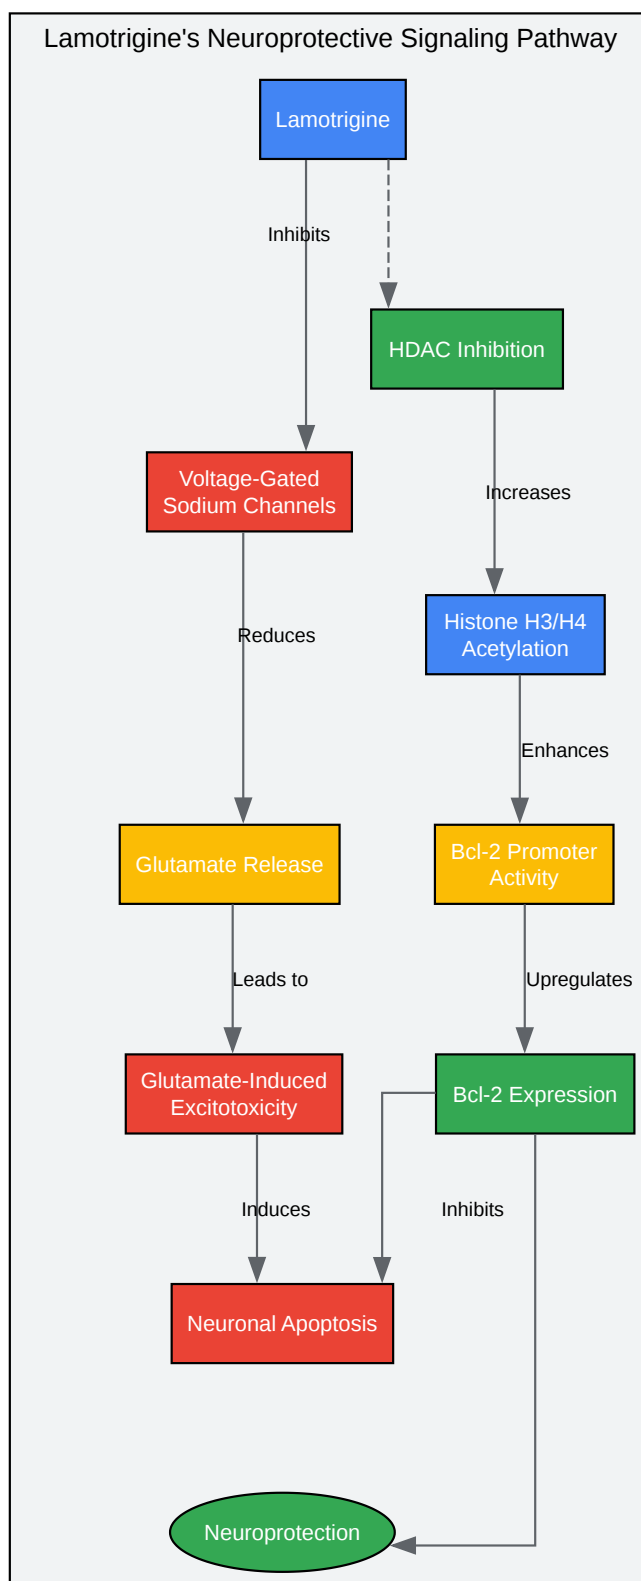 Lamotrigine's Neuroprotective Signaling Pathway
Lamotrigine
Inhibits
HDAC Inhibition
Voltage-Gated
Sodium Channels
Increases
Histone H3/H4
Acetylation
Reduces
Enhances
Glutamate Release
Bcl-2 Promoter
Activity
Leads to
Upregulates
Glutamate-Induced
Excitotoxicity
Bcl-2 Expression
Induces
Inhibits
Neuronal Apoptosis
Neuroprotection